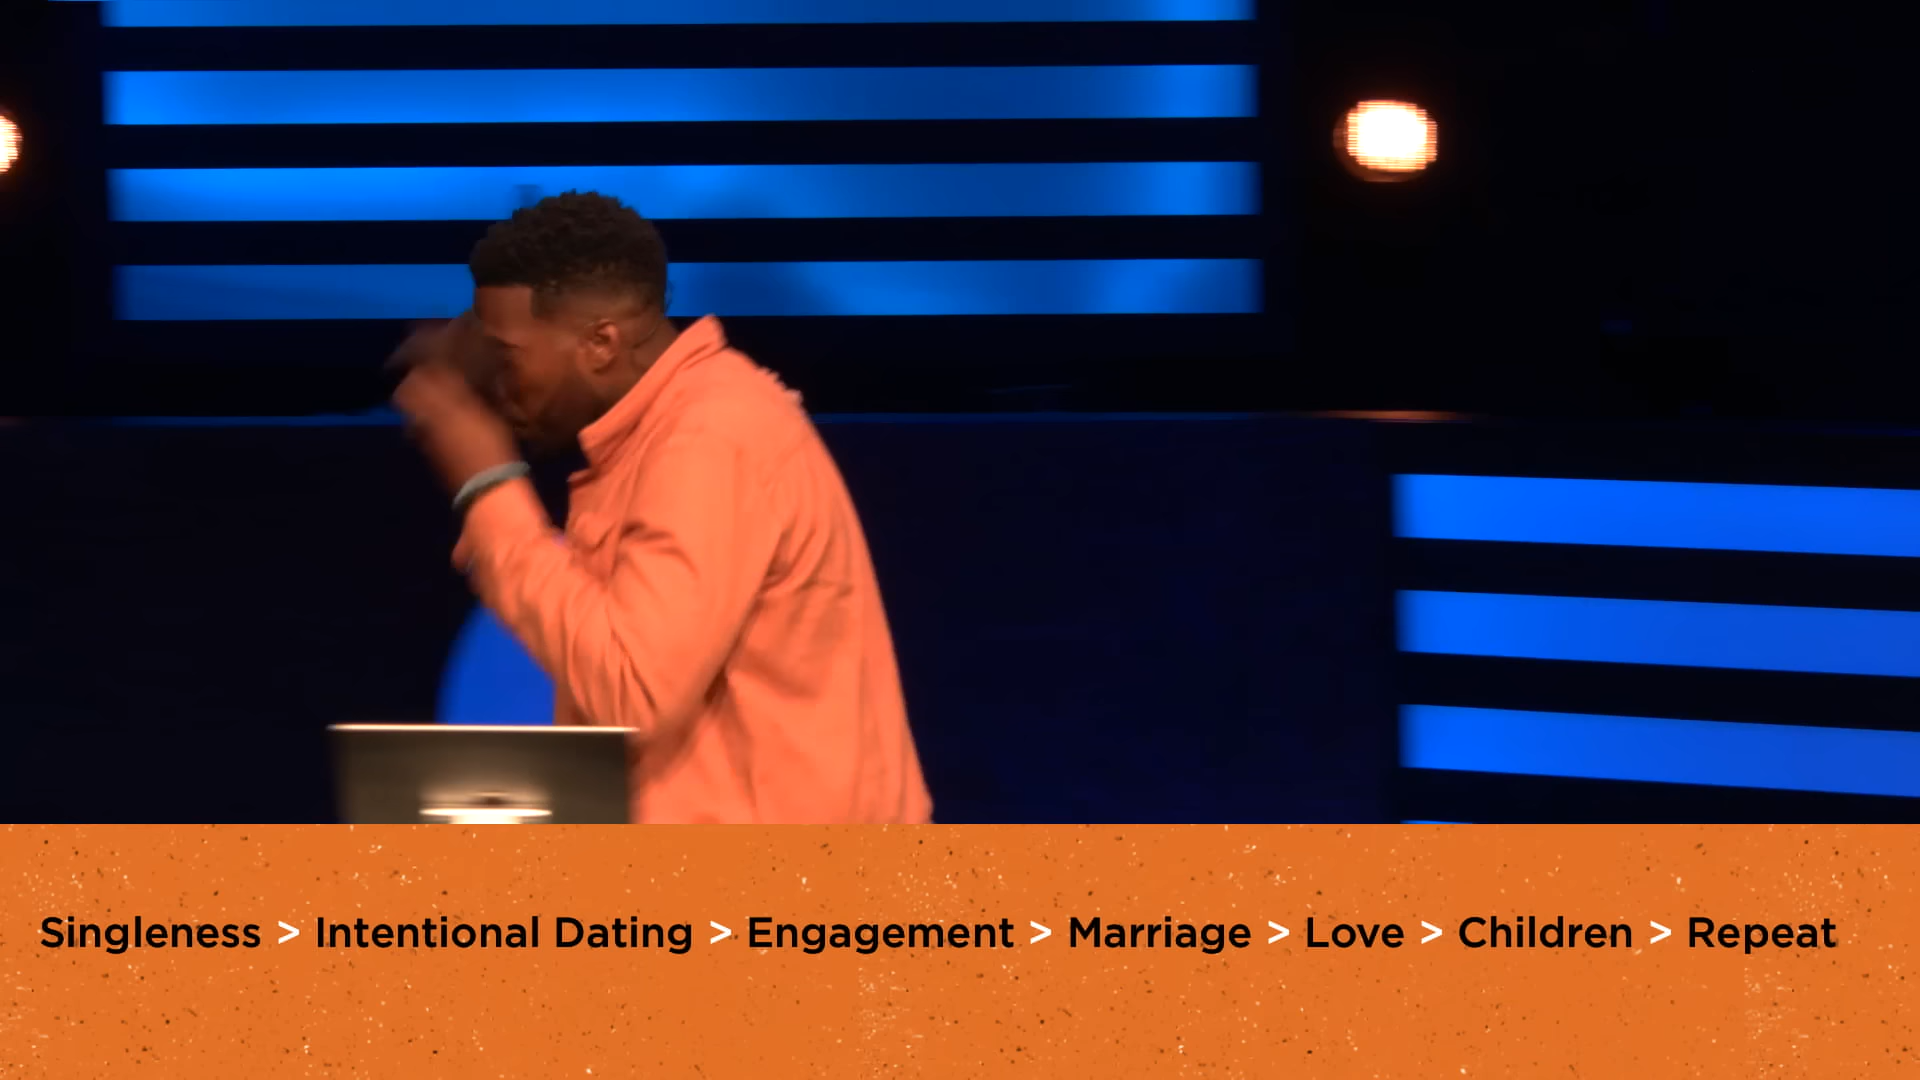 Singleness > Intentional Dating > Engagement > Marriage > Love > Children > Repeat